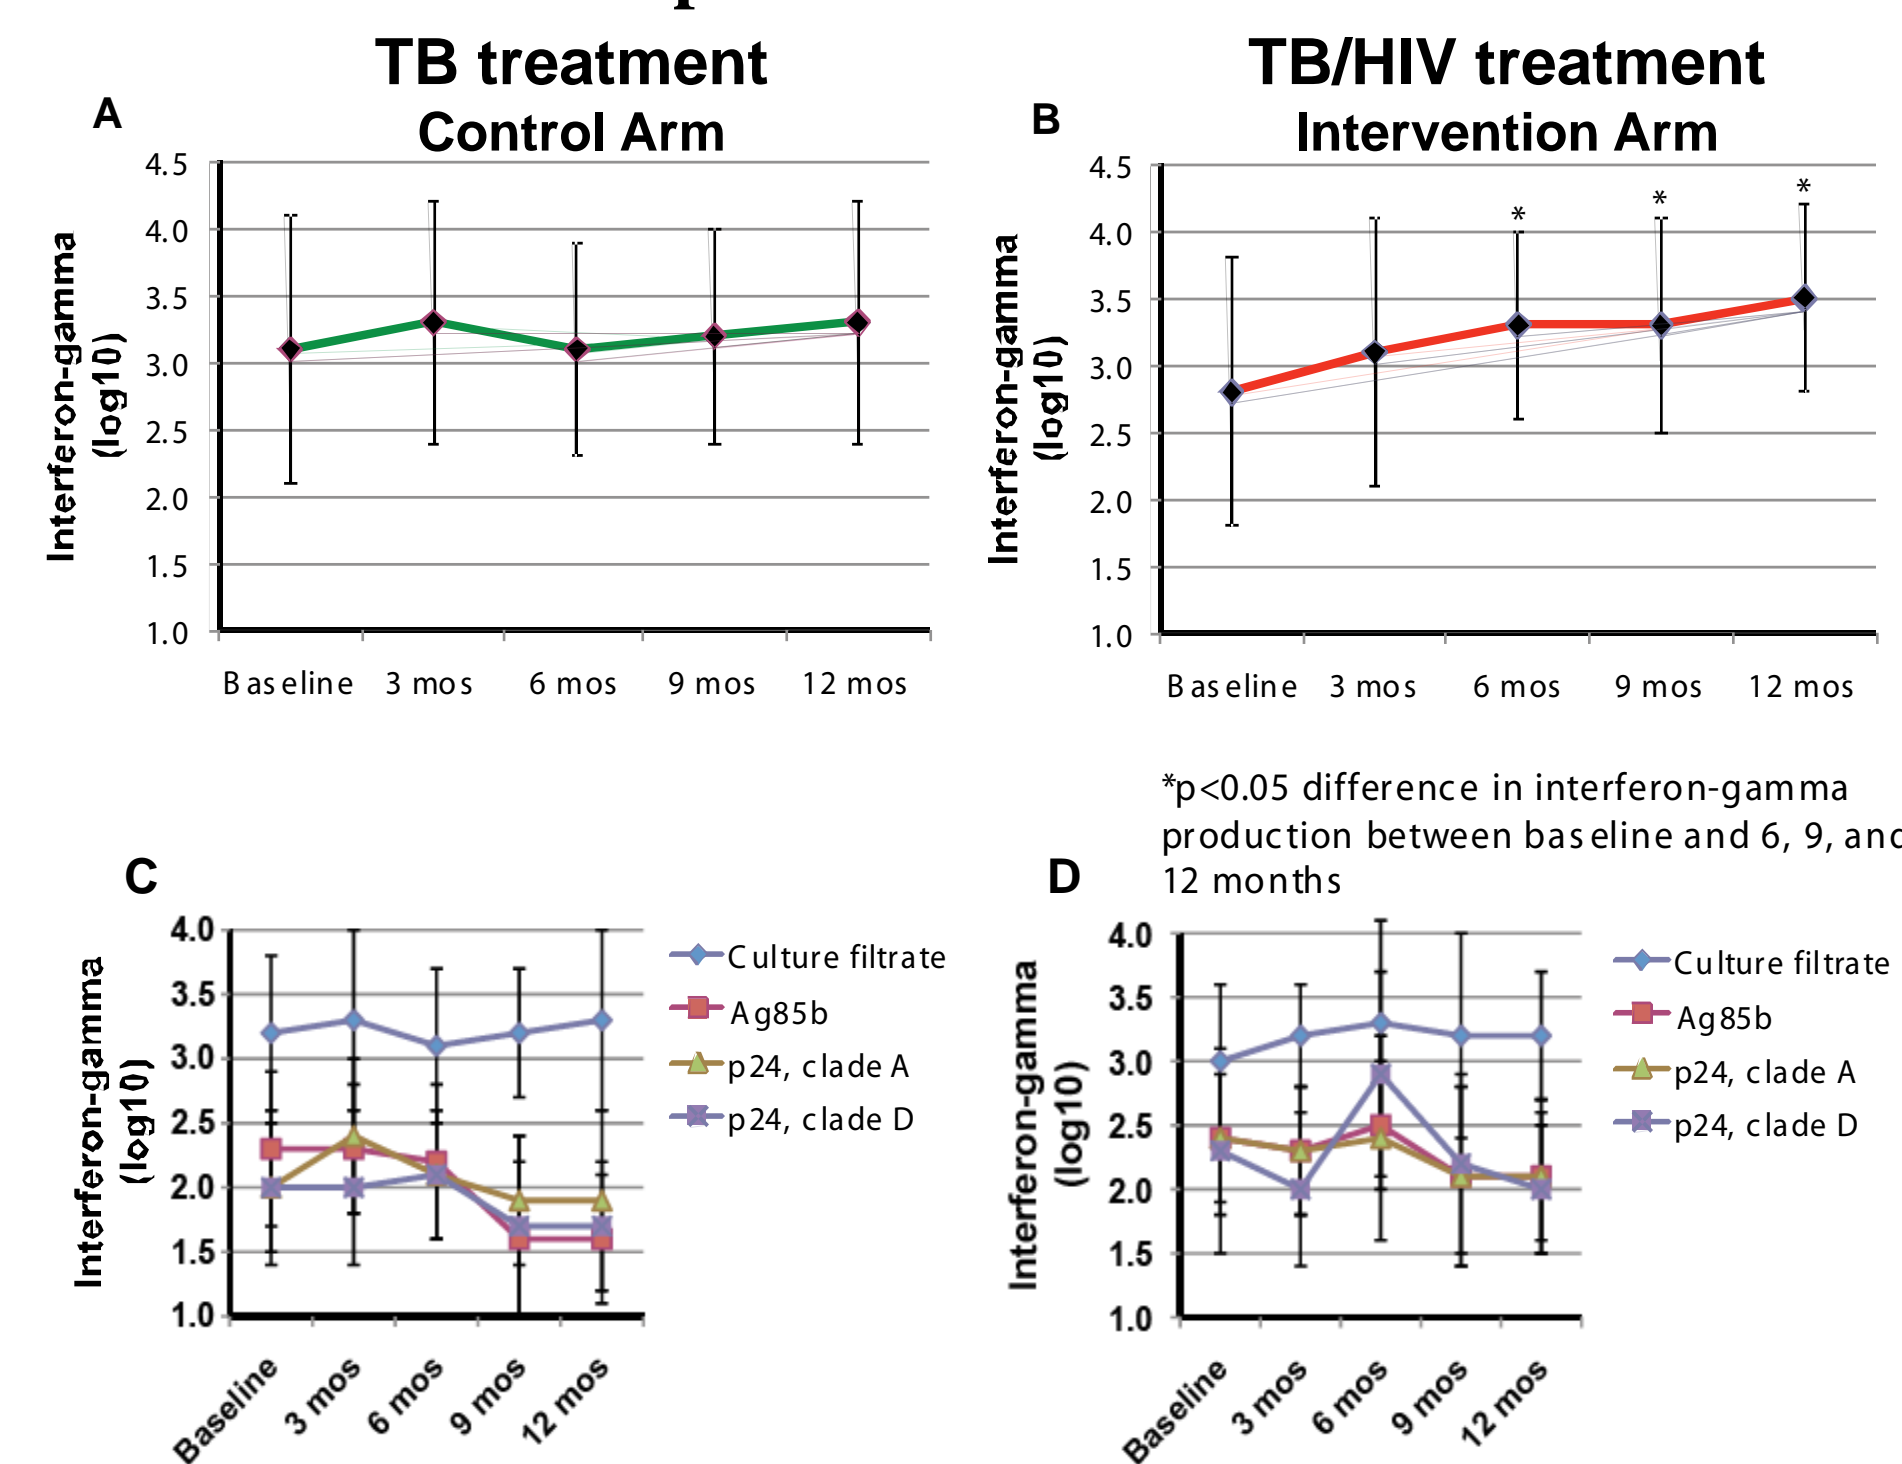 TB treatment
Control Arm
TB/HIV treatment
Intervention Arm
A
Interferon-gamma
(log10)
4.5
4.0
3.5
3.0
2.5
2.0
1.5
1.0
Baseline 3 mos 6 mos 9 mos 12 mos
B
Interferon-gamma
(log10)
4.5
4.0
3.5
3.0
2.5
2.0
1.5
1.0
* * *
Baseline 3 mos 6 mos 9 mos 12 mos
*p<0.05 difference in interferon-gamma
production between baseline and 6, 9, and
12 months
C
Interferon-gamma
(log10)
4.0
3.5
3.0
2.5
2.0
1.5
1.0
Baseline 3 mos 6 mos 9 mos 12 mos
Culture filtrate
Ag85b
p24, clade A
p24, clade D
D
Interferon-gamma
(log10)
4.0
3.5
3.0
2.5
2.0
1.5
1.0
Baseline 3 mos 6 mos 9 mos 12 mos
Culture filtrate
Ag85b
p24, clade A
p24, clade D